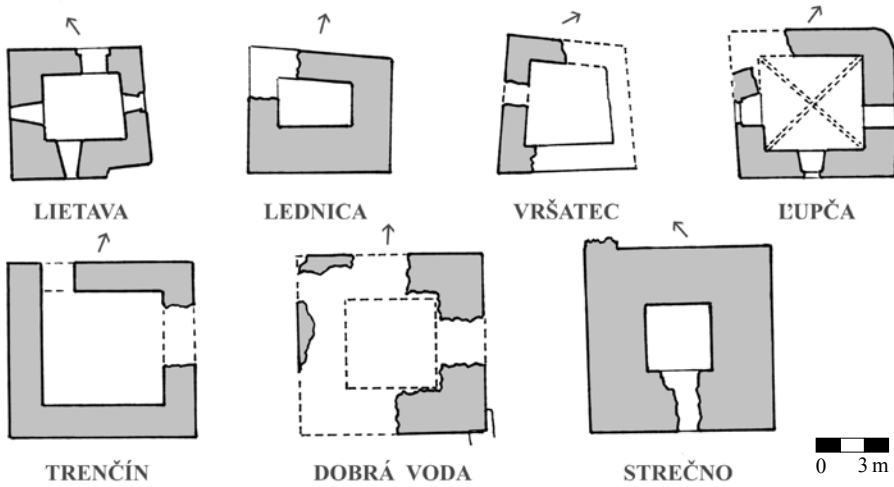 LIETAVA
LEDNICA
VRŠATEC
ĽUPČA
TRENČÍN
DOBRÁ VODA
STREČNO
0 3 m